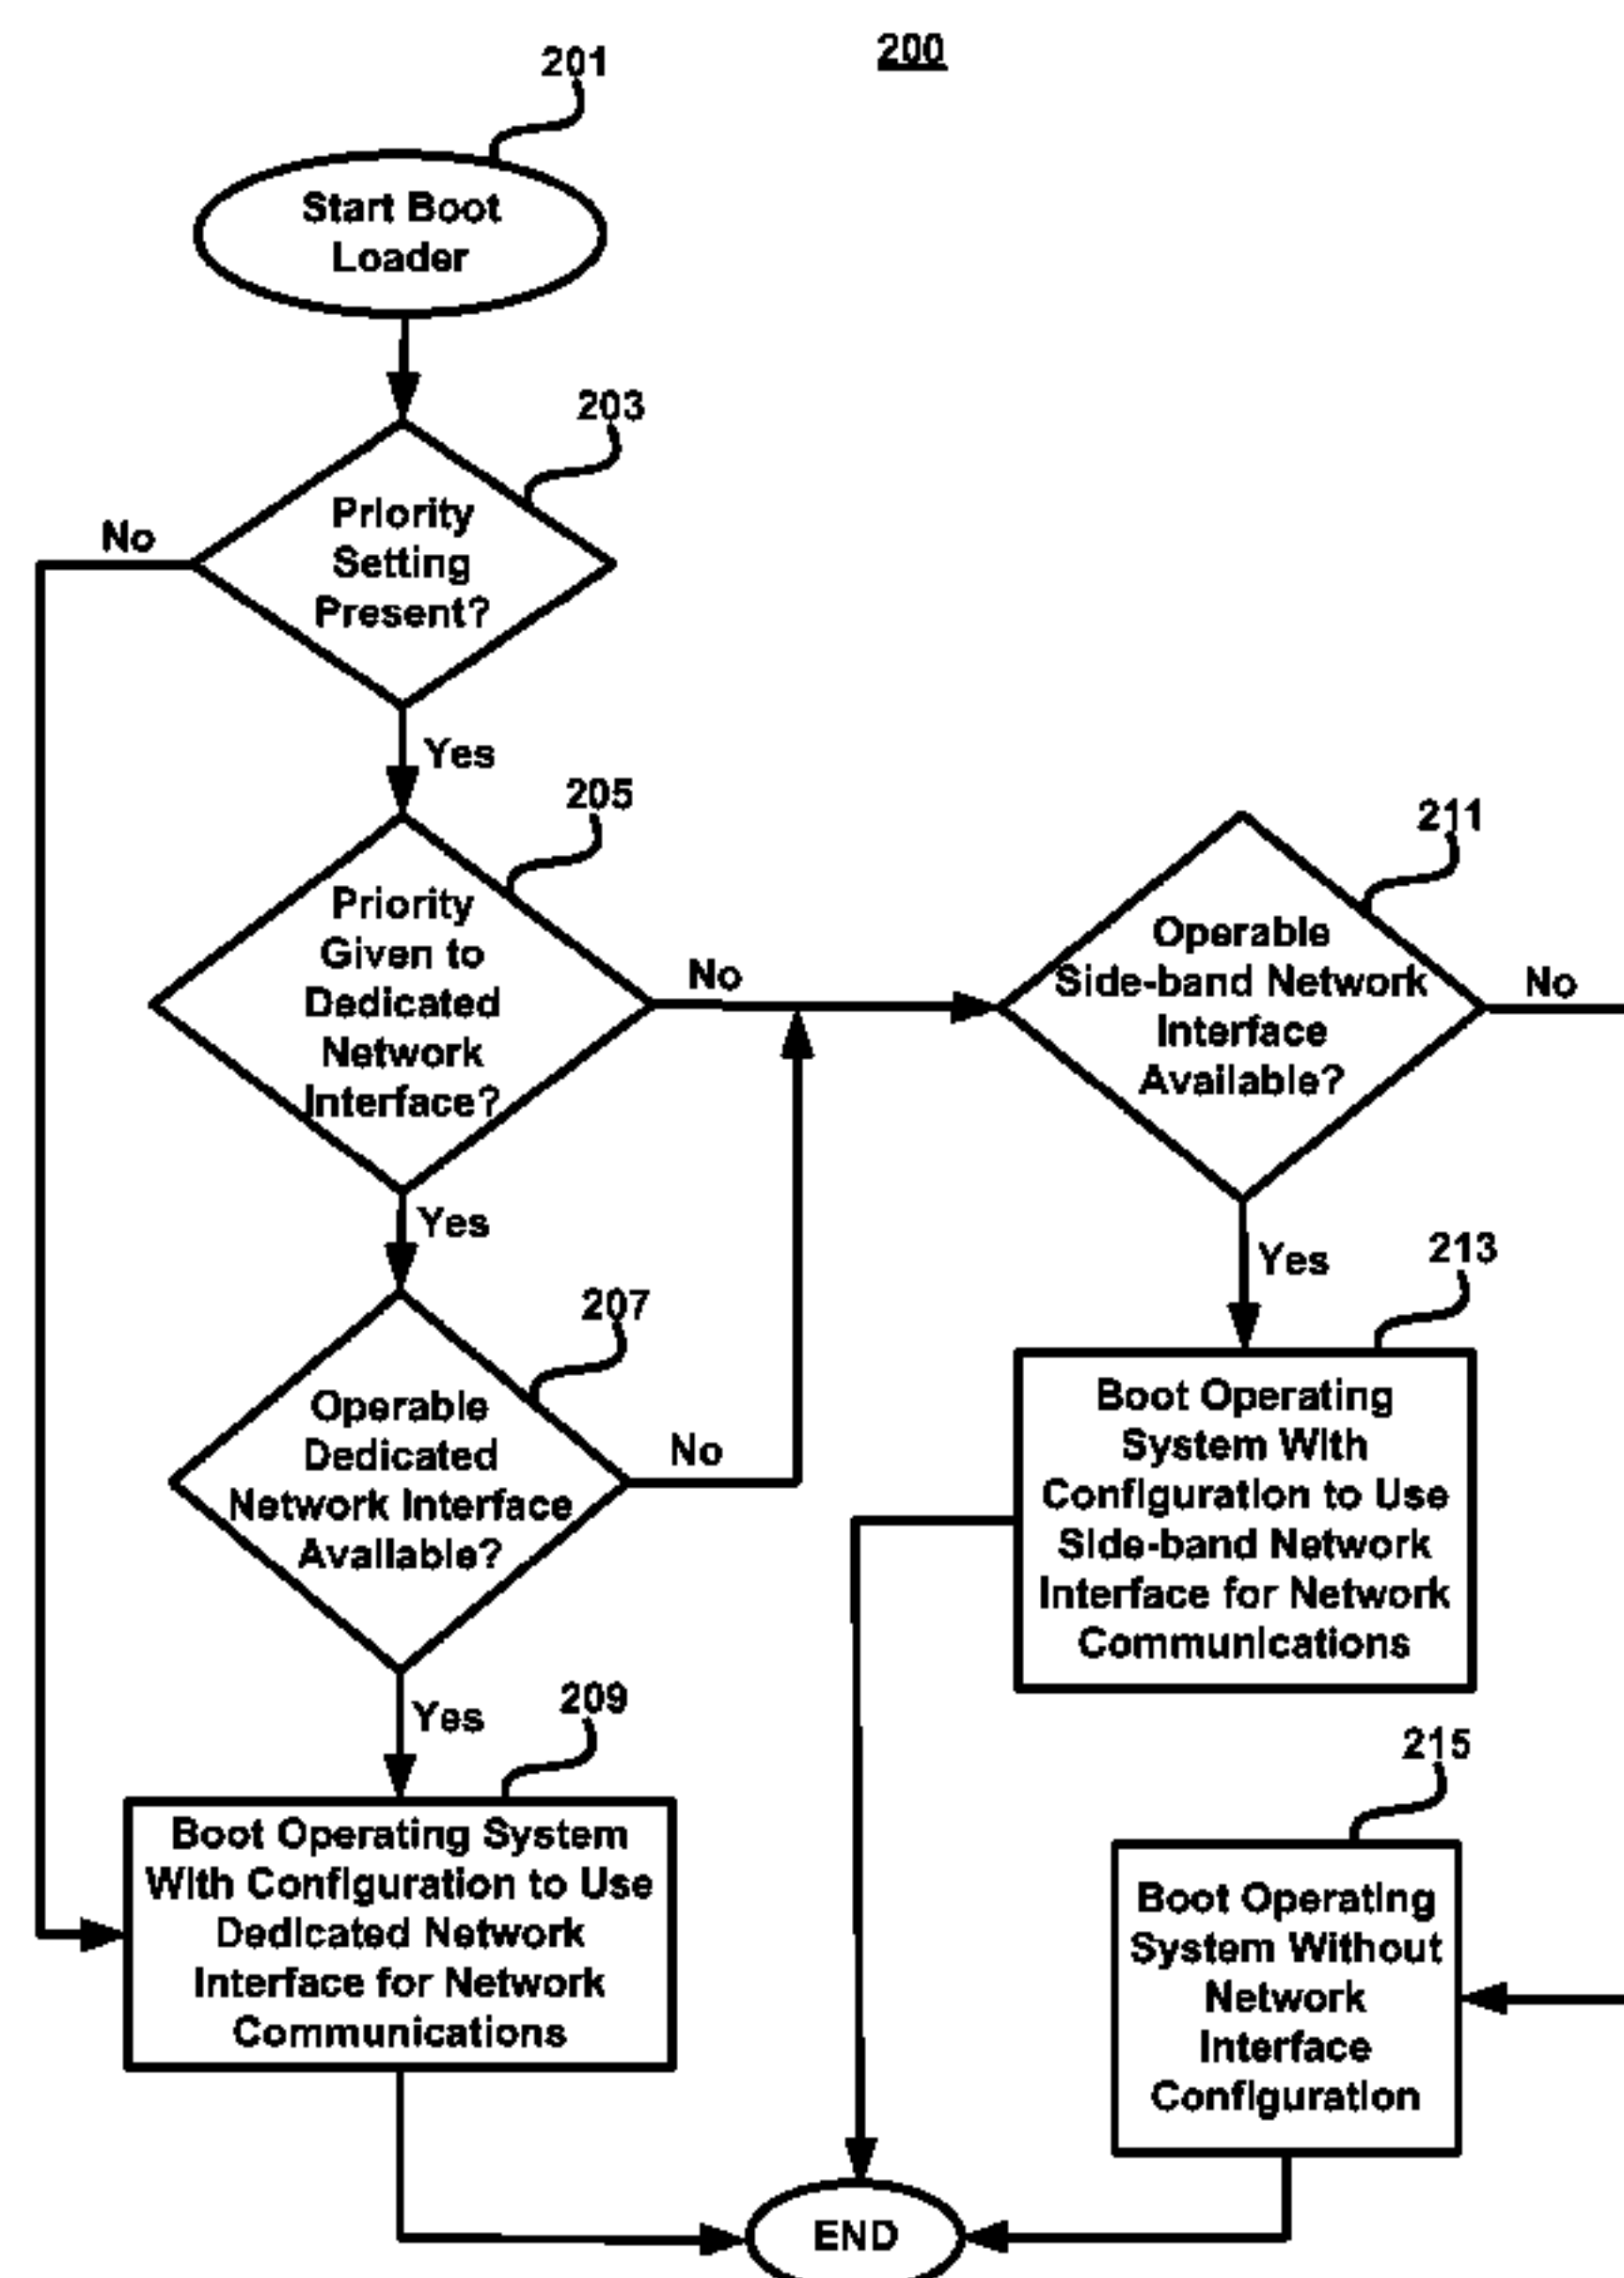 200
201
Start Boot
Loader
203
No
Priority
Setting
Present?
Yes
205
Priority
Given to
Dedicated
Network
Interface?
No
211
Operable
Side-band Network
Interface
Available?
No
Yes
207
Operable
Dedicated
Network Interface
Available?
No
Yes
213
Boot Operating
System With
Configuration to Use
Side-band Network
Interface for Network
Communications
Yes
209
Boot Operating System
With Configuration to Use
Dedicated Network
Interface for Network
Communications
215
Boot Operating
System Without
Network
Interface
Configuration
END